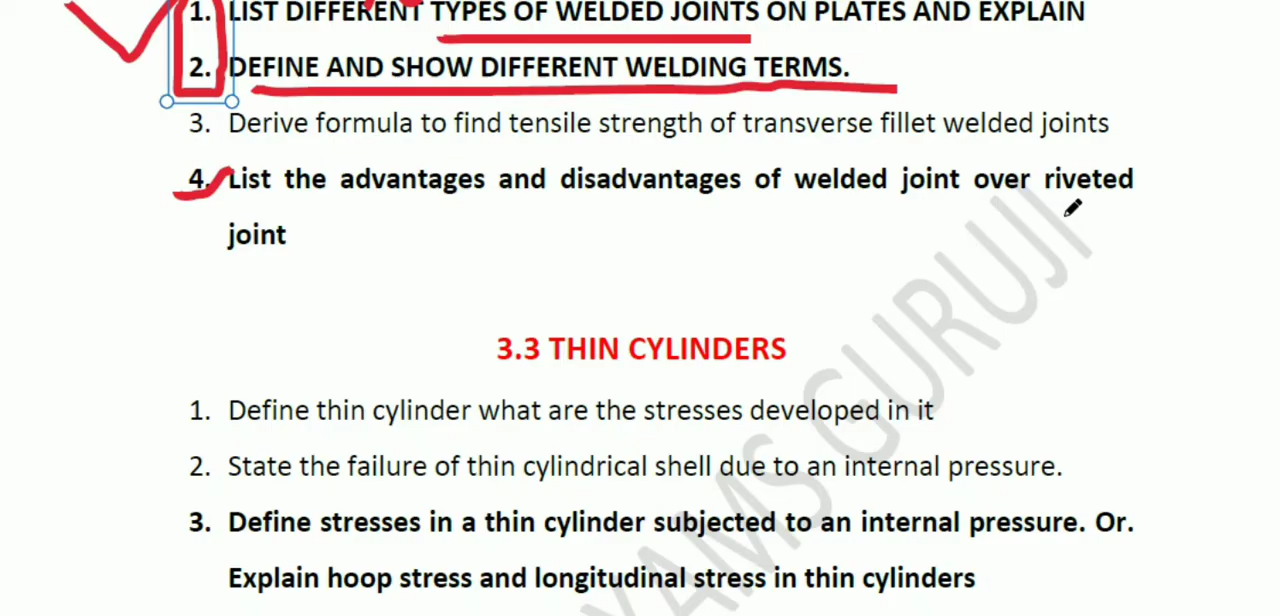 1. LIST DIFFERENT TYPES OF WELDED JOINTS ON PLATES AND EXPLAIN
2. DEFINE AND SHOW DIFFERENT WELDING TERMS.
3. Derive formula to find tensile strength of transverse fillet welded joints
4. List the advantages and disadvantages of welded joint over riveted
joint
3.3 THIN CYLINDERS
1. Define thin cylinder what are the stresses developed in it
2. State the failure of thin cylindrical shell due to an internal pressure.
3. Define stresses in a thin cylinder subjected to an internal pressure. Or.
Explain hoop stress and longitudinal stress in thin cylinders
GURUJI